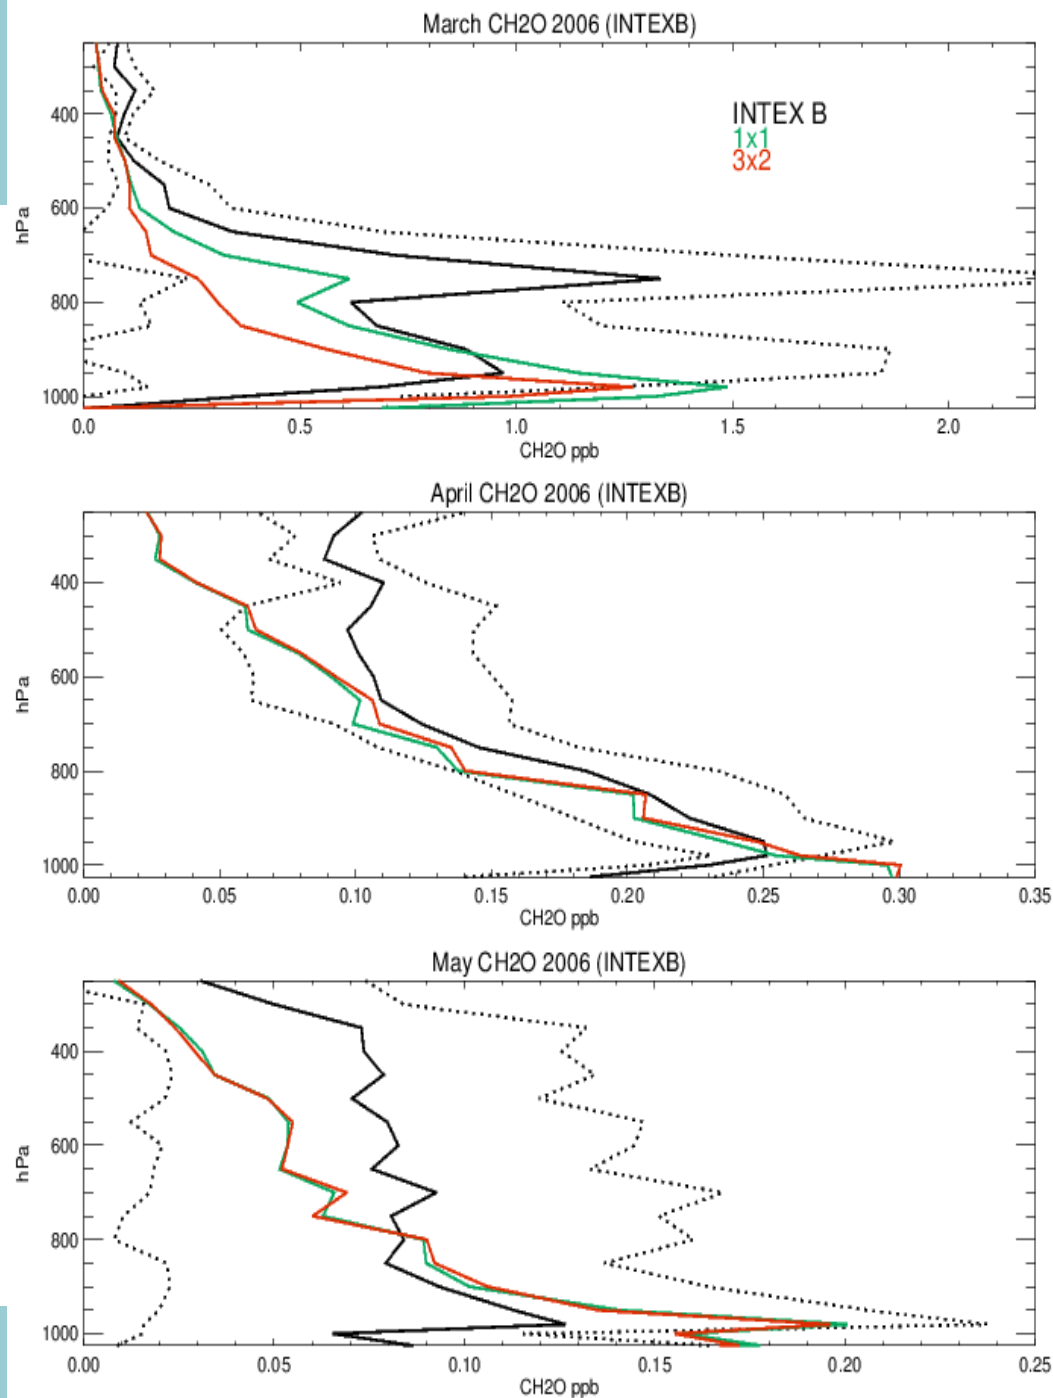 March CH2O 2006 (INTEXB)
400
600
800
1000
hPa
INTEX B
1x1
3x2
0.0 0.5 1.0 1.5 2.0
CH2O ppb
April CH2O 2006 (INTEXB)
400
600
800
1000
hPa
0.00 0.05 0.10 0.15 0.20 0.25 0.30 0.35
CH2O ppb
May CH2O 2006 (INTEXB)
400
600
800
1000
hPa
0.00 0.05 0.10 0.15 0.20 0.25
CH2O ppb